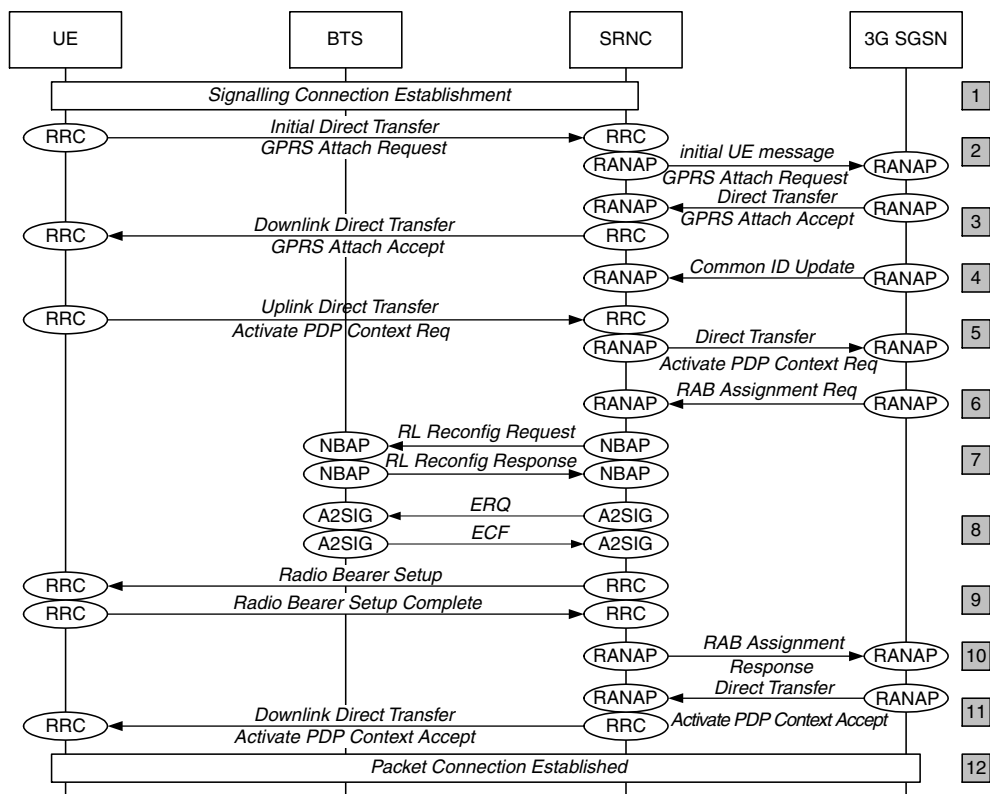 UE BTS SRNC 3G SGSN
Signalling Connection Establishment 1
RRC Initial Direct Transfer RRC
GPRS Attach Request
RANAP initial UE message RANAP 2
GPRS Attach Request
RANAP Direct Transfer RANAP
GPRS Attach Accept 3
RRC Downlink Direct Transfer RRC
GPRS Attach Accept
RANAP Common ID Update RANAP 4
RRC Uplink Direct Transfer RRC
Activate PDP Context Req 5
RANAP Direct Transfer RANAP
Activate PDP Context Req
RANAP RAB Assignment Req RANAP 6
NBAP RL Reconfig Request NBAP
NBAP RL Reconfig Response NBAP 7
A2SIG ERQ A2SIG
A2SIG ECF A2SIG 8
RRC Radio Bearer Setup RRC
RRC Radio Bearer Setup Complete RRC 9
RANAP RAB Assignment RANAP 10
Response
RANAP Direct Transfer RANAP
Activate PDP Context Accept 11
RRC Downlink Direct Transfer RRC
Activate PDP Context Accept
Packet Connection Established 12